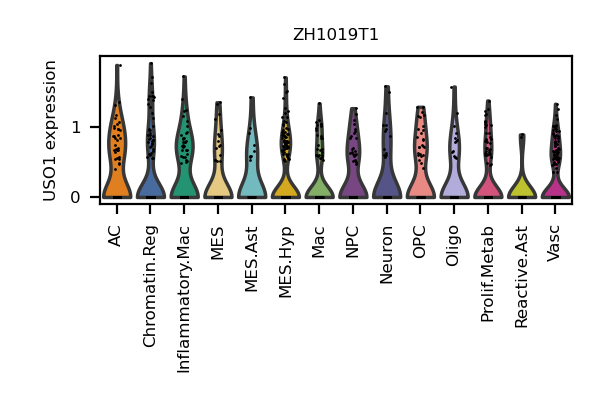 ZH1019T1
USO1 expression
1
0
AC
Chromatin.Reg
Inflammatory.Mac
MES
MES.Ast
MES.Hyp
Mac
NPC
Neuron
OPC
Oligo
Prolif.Metab
Reactive.Ast
Vasc